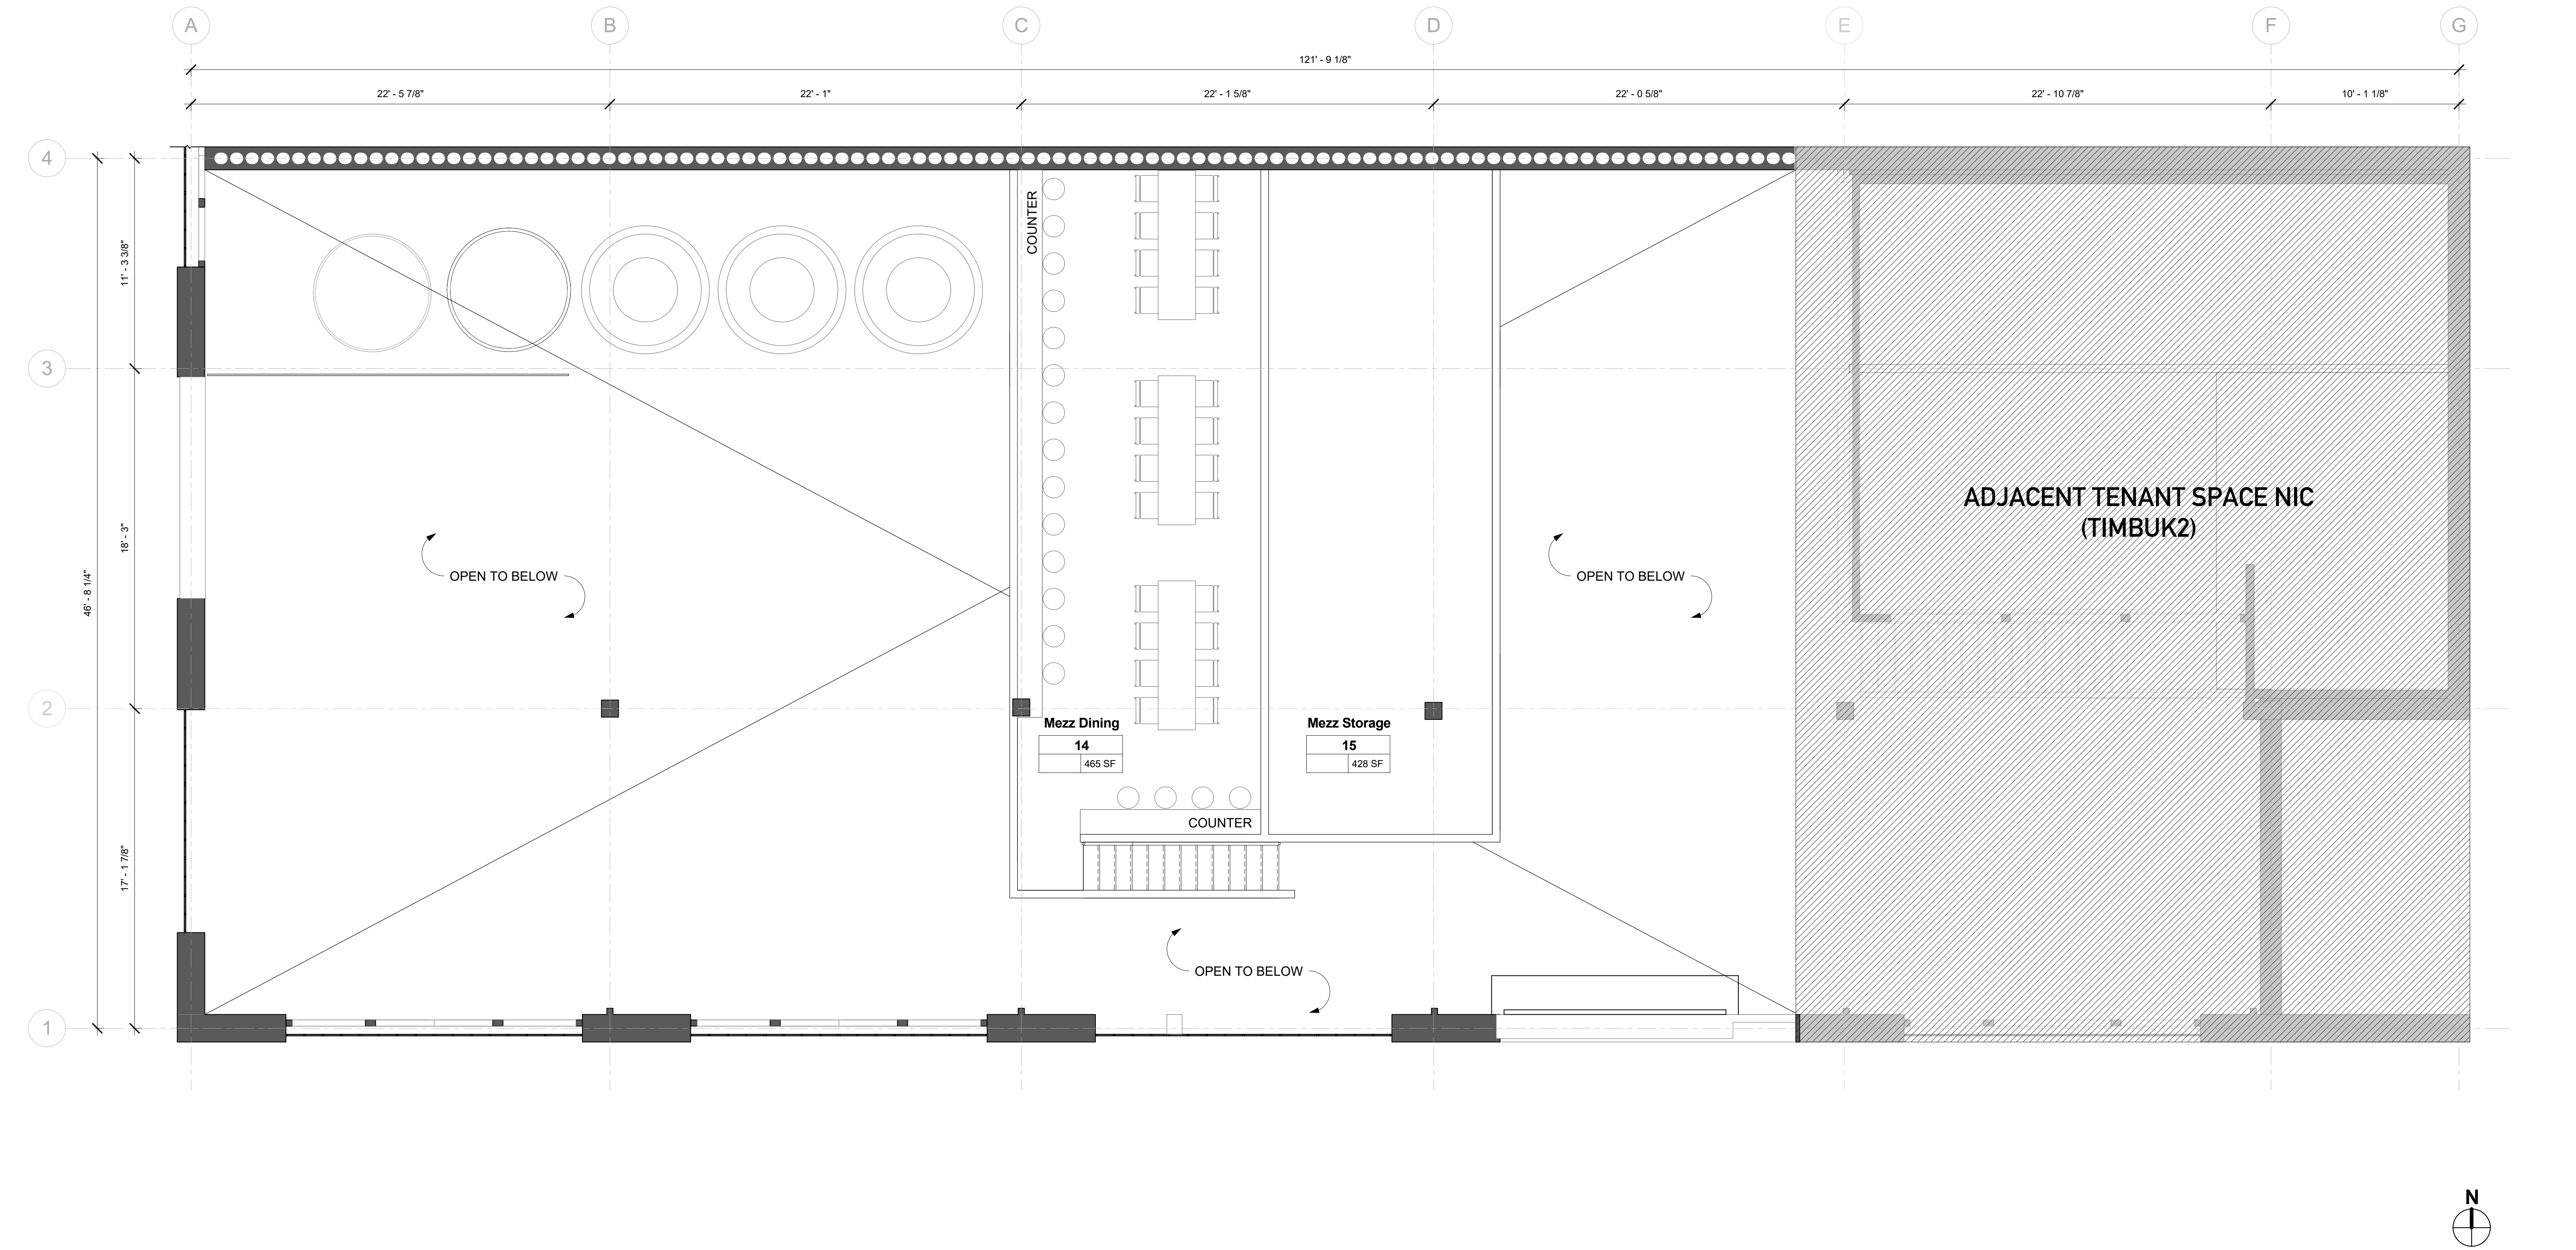 A B C D E F G
121' - 9 1/8"
22' - 5 7/8" 22' - 1" 22' - 1 5/8" 22' - 0 5/8" 22' - 10 7/8" 10' - 1 1/8"
4
COUNTER
11' - 3 3/8"
3
ADJACENT TENANT SPACE NIC
(TIMBUK2)
18' - 3"
OPEN TO BELOW
OPEN TO BELOW
46' - 8 1/4"
2
Mezz Dining
14
465 SF
Mezz Storage
15
428 SF
COUNTER
17' - 1 7/8"
OPEN TO BELOW
1
N